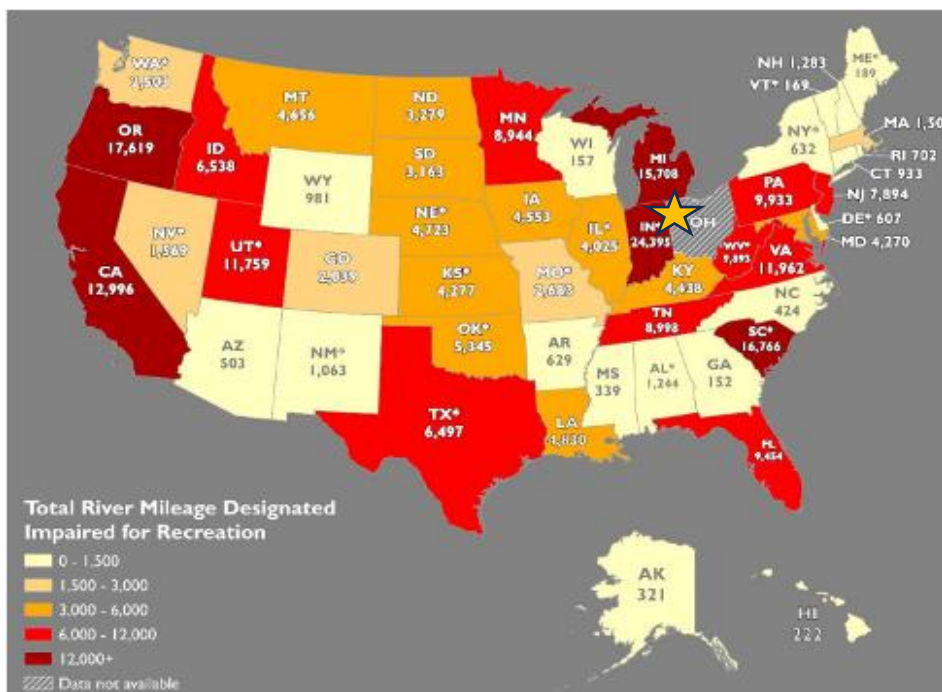 WA*
2,503
OR
17,619
CA
12,996
ID
6,538
NV*
1,569
MT
4,656
WY
981
UT*
11,759
AZ
503
CO
2,039
NM*
1,063
ND
3,279
SD
3,163
NE*
4,723
KS*
4,277
OK*
5,345
TX*
6,497
MN
8,944
IA
4,553
MO*
2,682
AR
629
LA
4,830
WI
157
IL*
4,025
MI
15,708
IN*
24,395
OH
KY
4,438
TN
8,998
MS
339
AL*
1,244
GA
152
FL
9,454
SC*
16,766
NC
424
VA
11,962
WV*
9,893
PA
9,933
NY*
632
ME*
189
NH 1,283
VT* 169
RI 702
CT 933
NJ 7,894
DE* 607
MD 4,270
AK
321
HI
222
Total River Mileage Designated
Impaired for Recreation
0 - 1,500
1,500 - 3,000
3,000 - 6,000
6,000 - 12,000
12,000+
Data not available